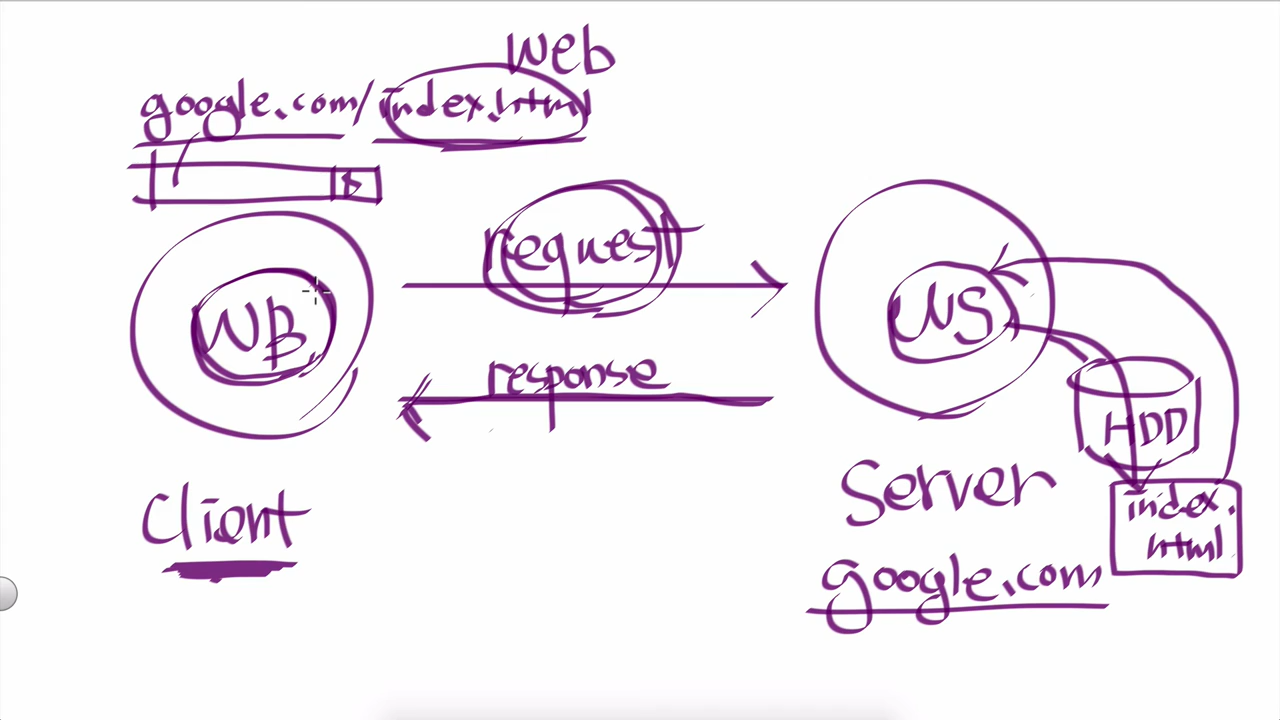 Web
google.com/index.html
request
WB
WS
response
HDD
Client
Server
index.
html
google.com